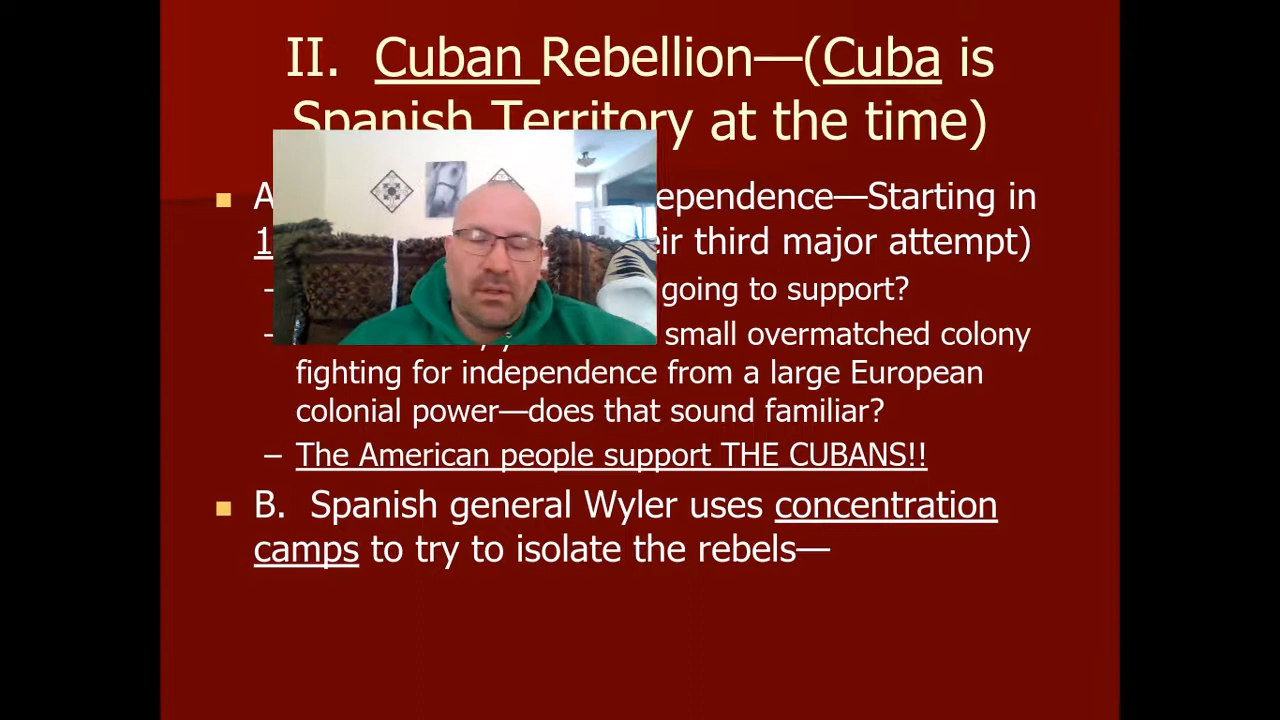 II. Cuban Rebellion—(Cuba is
Spanish Territory at the time)
A ependence—Starting in
1 eir third major attempt)
– going to support?
– small overmatched colony
fighting for independence from a large European
colonial power—does that sound familiar?
– The American people support THE CUBANS!!
B. Spanish general Wyler uses concentration
camps to try to isolate the rebels—